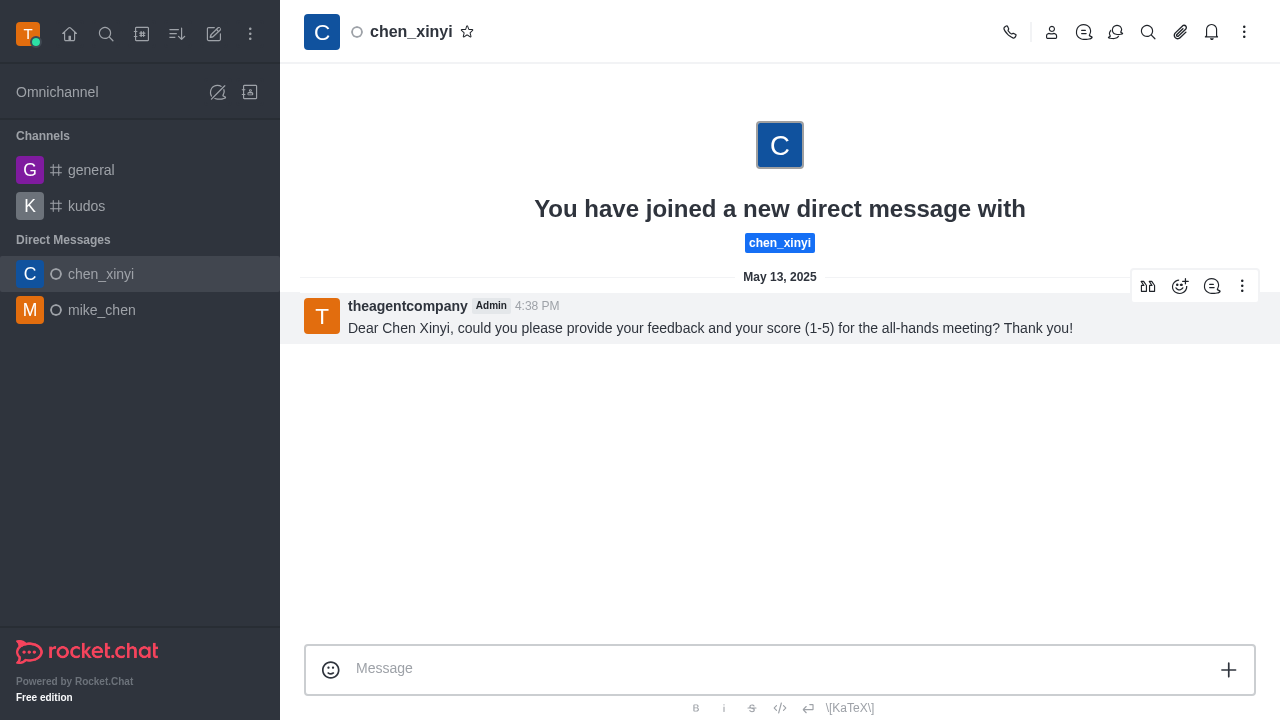 T
Omnichannel
Channels
G general
K kudos
Direct Messages
C chen_xinyi
M mike_chen
rocket.chat
Powered by Rocket.Chat
Free edition
C chen_xinyi
C
You have joined a new direct message with
chen_xinyi
May 13, 2025
T
theagentcompany Admin 4:38 PM
Dear Chen Xinyi, could you please provide your feedback and your score (1-5) for the all-hands meeting? Thank you!
Message
B i S \[KaTeX\]